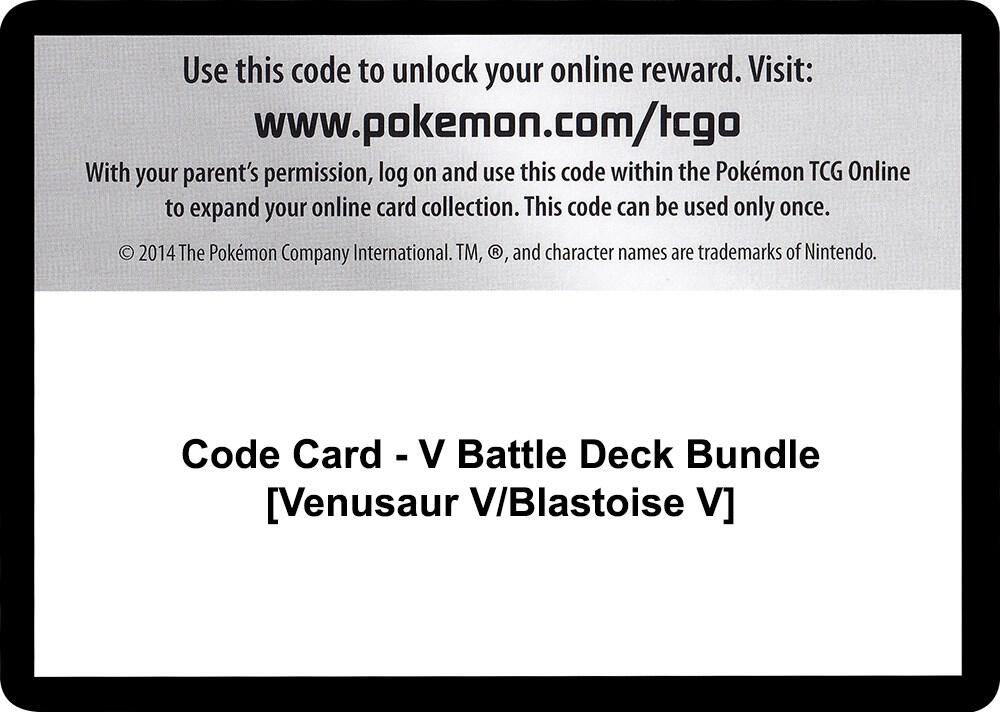 Use this code to unlock your online reward. Visit:
www.pokemon.com/tcgo
With your parent's permission, log on and use this code within the Pokémon TCG Online
to expand your online card collection. This code can be used only once.
© 2014 The Pokémon Company International. TM, ®, and character names are trademarks of Nintendo.
Code Card - V Battle Deck Bundle
[Venusaur V/Blastoise V]